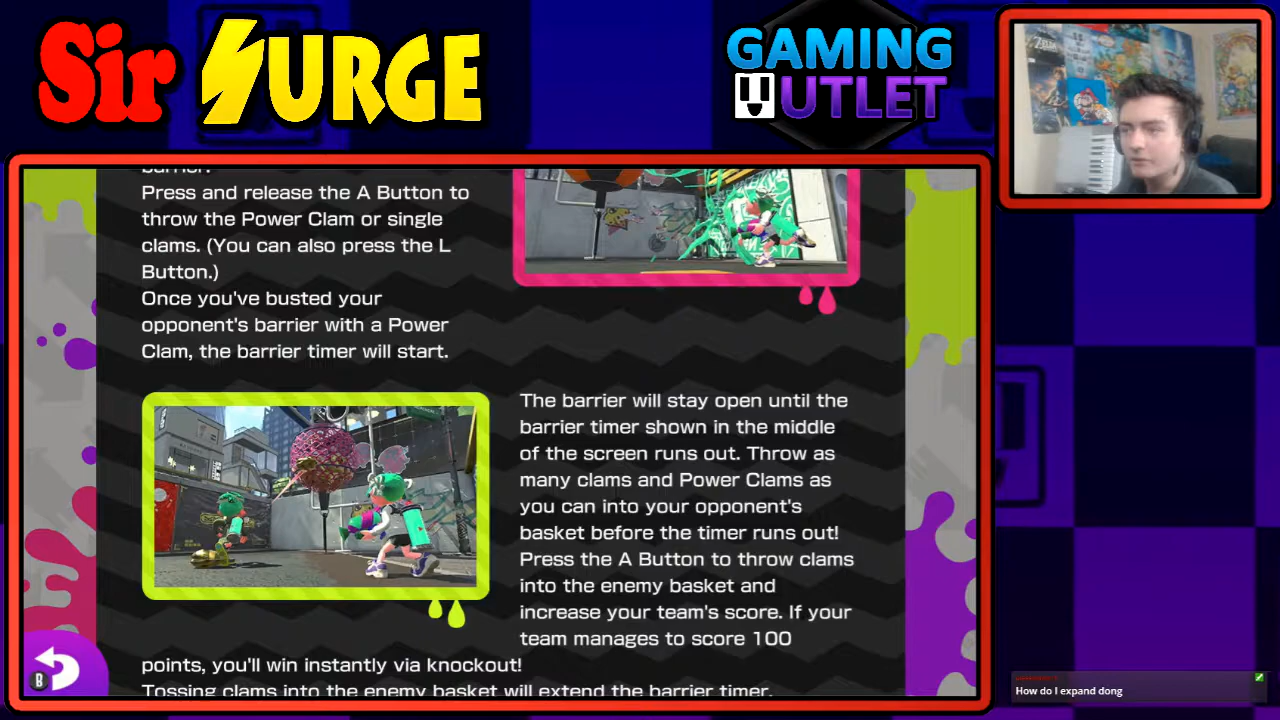 Sir SURGE
GAMING
OUTLET
barrier.
Press and release the A Button to
throw the Power Clam or single
clams. (You can also press the L
Button.)
Once you've busted your
opponent's barrier with a Power
Clam, the barrier timer will start.
The barrier will stay open until the
barrier timer shown in the middle
of the screen runs out. Throw as
many clams and Power Clams as
you can into your opponent's
basket before the timer runs out!
Press the A Button to throw clams
into the enemy basket and
increase your team's score. If your
team manages to score 100
points, you'll win instantly via knockout!
Tossing clams into the enemy basket will extend the barrier timer.
B
How do I expand dong